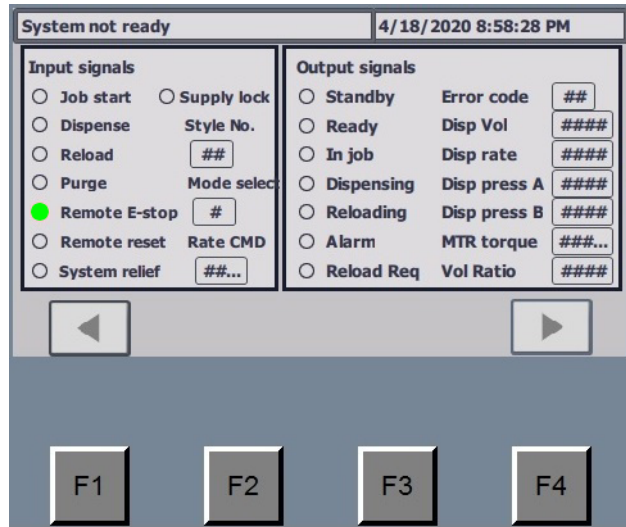 System not ready
4/18/2020 8:58:28 PM
Input signals
Job start
Supply lock
Dispense
Style No.
Reload
##
Purge
Mode select
Remote E-stop
#
Remote reset
Rate CMD
System relief
##...
Output signals
Standby
Error code
##
Ready
Disp Vol
####
In job
Disp rate
####
Dispensing
Disp press A
####
Reloading
Disp press B
####
Alarm
MTR torque
###...
Reload Req
Vol Ratio
####
F1
F2
F3
F4